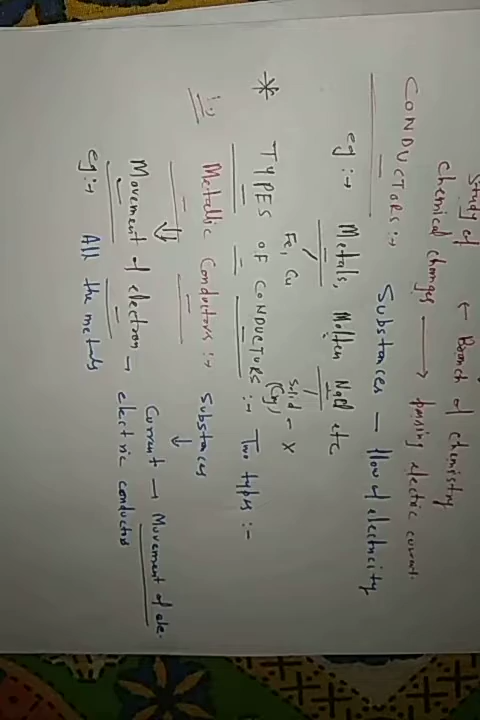 Study of ← Branch of chemistry
chemical changes → passing electric current.
CONDUCTORS :→ Substances – flow of electricity
eg :→ Metals, Molten NaCl etc
Fe, Cu Solid – X
* TYPES OF CONDUCTORS :→ Two types :–
1:) Metallic Conductors :→ Substances
↓ ↓
Current → Movement of ele.
Movement of electron → electric conductors
eg :→ All the metals